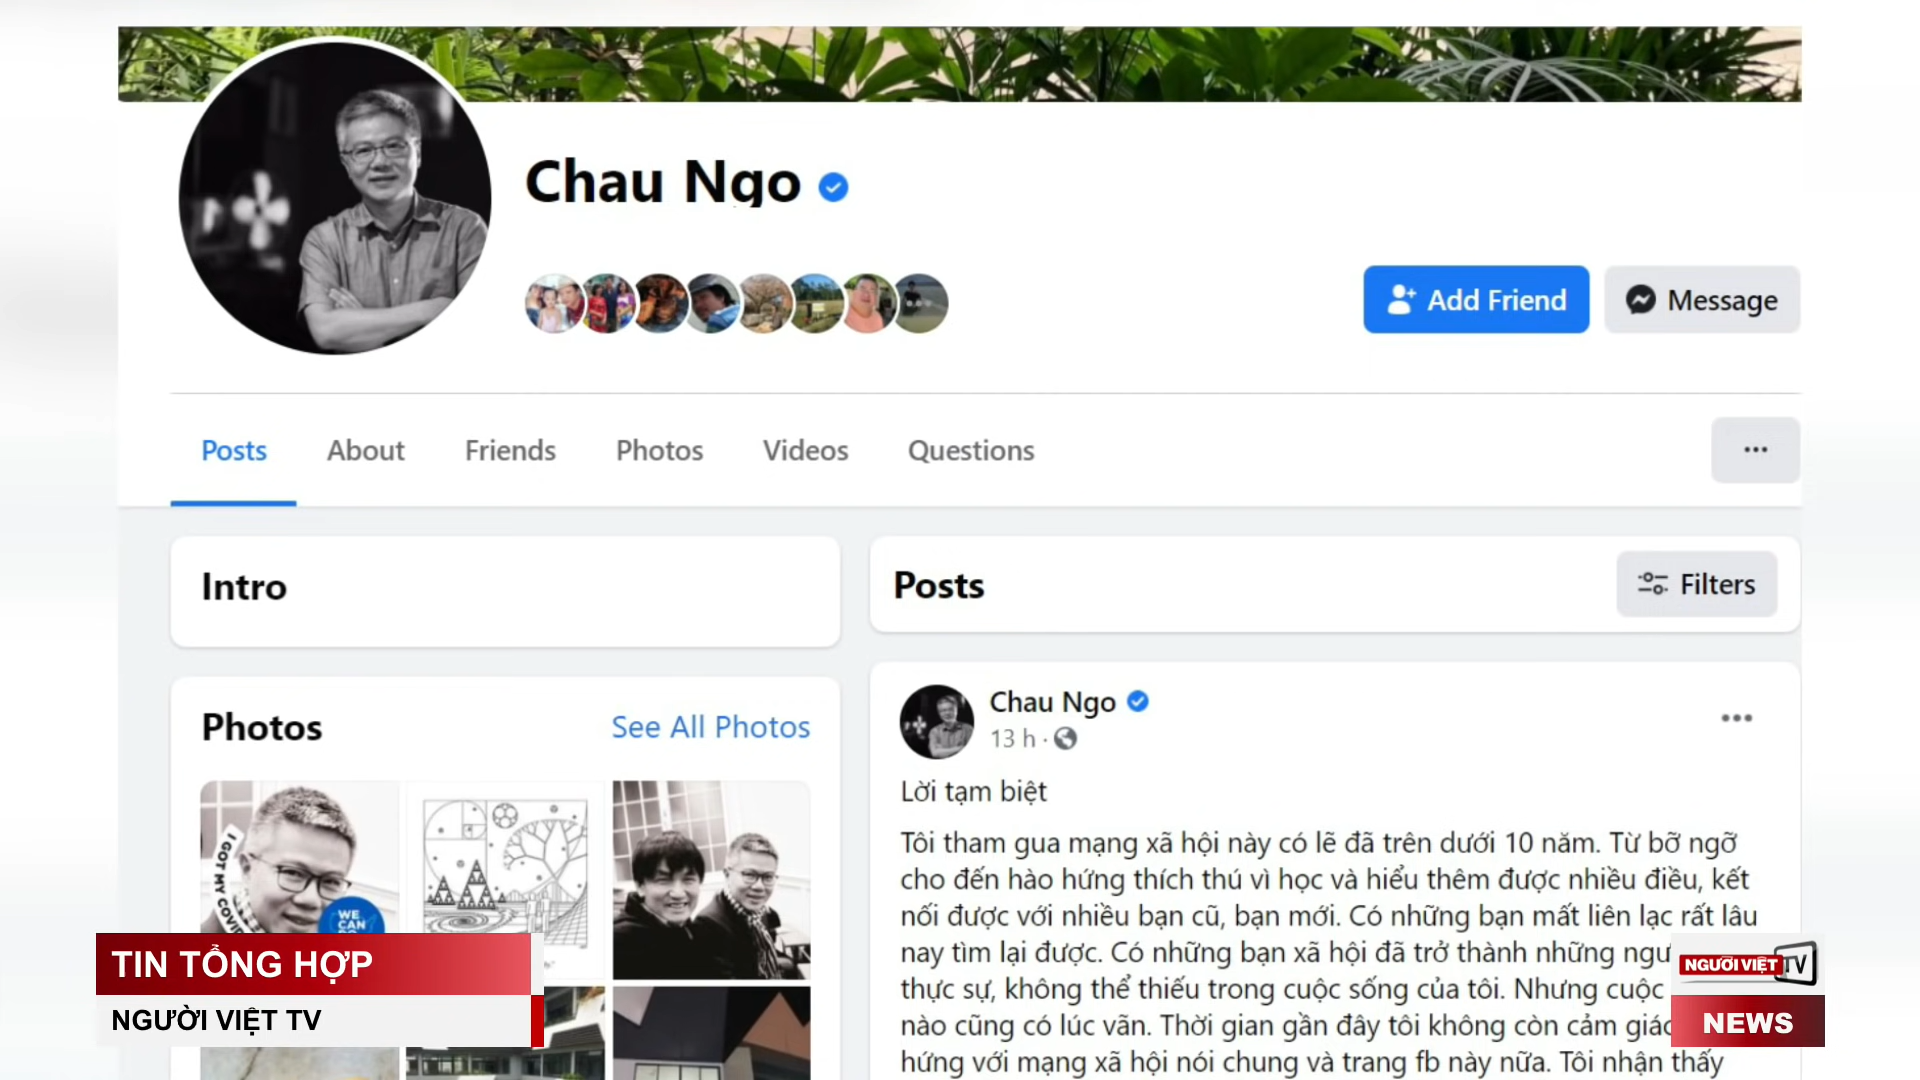 Chau Ngo
Add Friend
Message
Posts
About
Friends
Photos
Videos
Questions
Intro
Photos
See All Photos
I GOT MY COVI
WE
CAN
Posts
Filters
Chau Ngo
13 h ·
Lời tạm biệt
Tôi tham gua mạng xã hội này có lẽ đã trên dưới 10 năm. Từ bỡ ngỡ
cho đến hào hứng thích thú vì học và hiểu thêm được nhiều điều, kết
nối được với nhiều bạn cũ, bạn mới. Có những bạn mất liên lạc rất lâu
nay tìm lại được. Có những bạn xã hội đã trở thành những ngư
thực sự, không thể thiếu trong cuộc sống của tôi. Nhưng cuộc
nào cũng có lúc vãn. Thời gian gần đây tôi không còn cảm giác
hứng với mạng xã hội nói chung và trang fb này nữa. Tôi nhận thấy
TIN TỔNG HỢP
NGƯỜI VIỆT TV
NGƯỜI VIỆT TV
NEWS